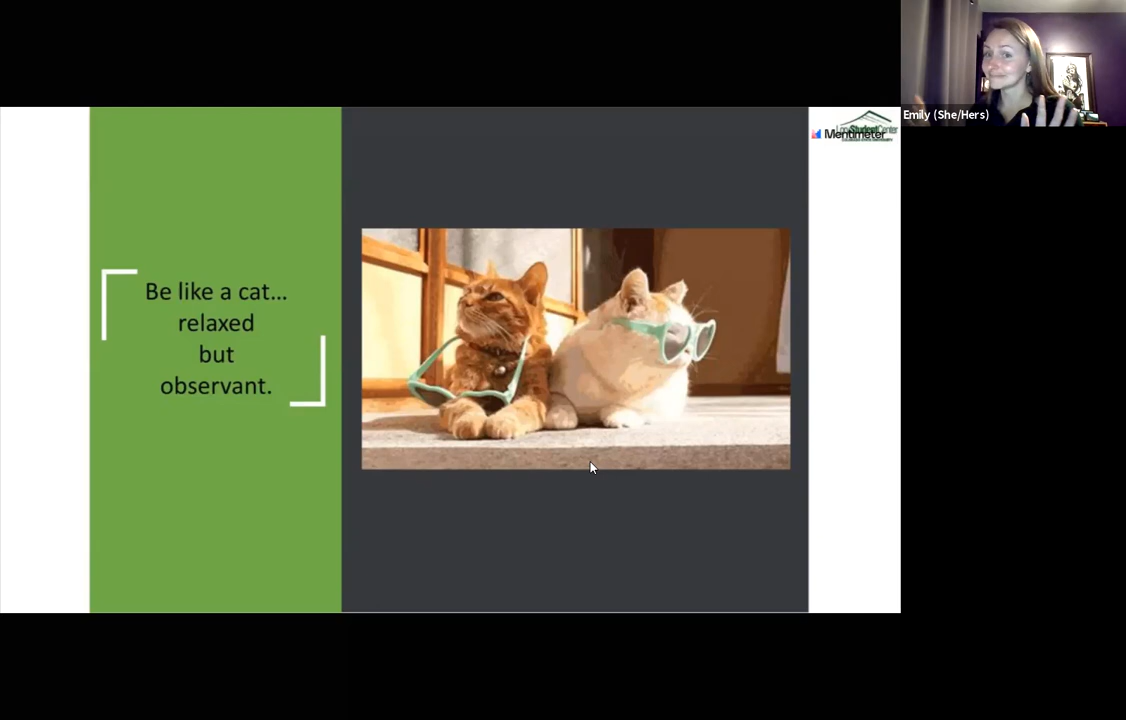 Be like a cat...
relaxed
but
observant.
Mentimeter
Emily (She/Hers)